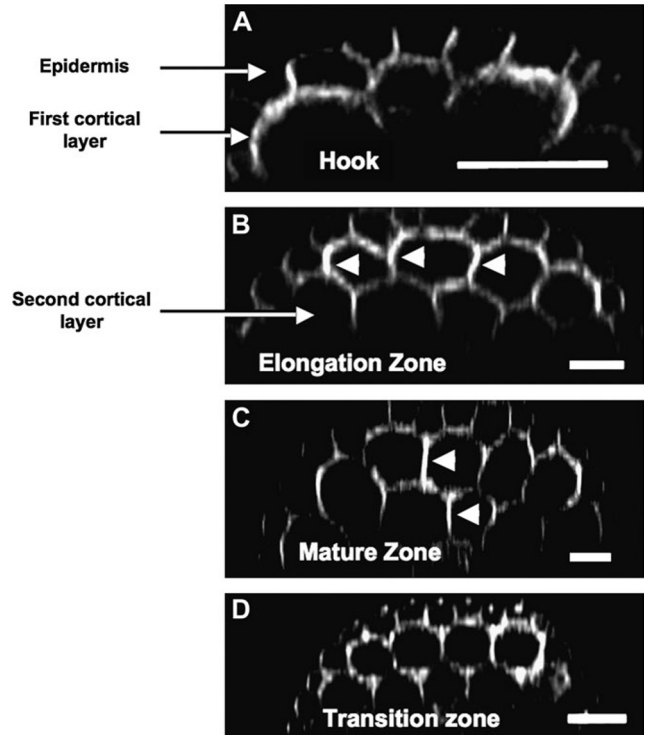 A
Epidermis
First cortical
layer
Hook
B
Second cortical
layer
Elongation Zone
C
Mature Zone
D
Transition zone